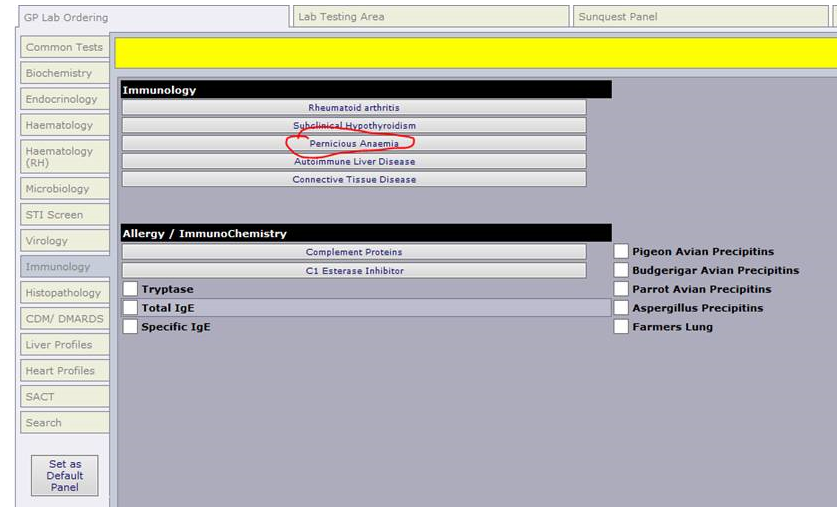 GP Lab Ordering
Lab Testing Area
Sunquest Panel
Common Tests
Biochemistry
Endocrinology
Haematology
Haematology
(RH)
Microbiology
STI Screen
Virology
Immunology
Histopathology
CDM/ DMARDS
Liver Profiles
Heart Profiles
SACT
Search
Set as
Default
Panel
Immunology
Rheumatoid arthritis
Subclinical Hypothyroidism
Pernicious Anaemia
Autoimmune Liver Disease
Connective Tissue Disease
Allergy / ImmunoChemistry
Complement Proteins
C1 Esterase Inhibitor
Tryptase
Total IgE
Specific IgE
Pigeon Avian Precipitins
Budgerigar Avian Precipitins
Parrot Avian Precipitins
Aspergillus Precipitins
Farmers Lung